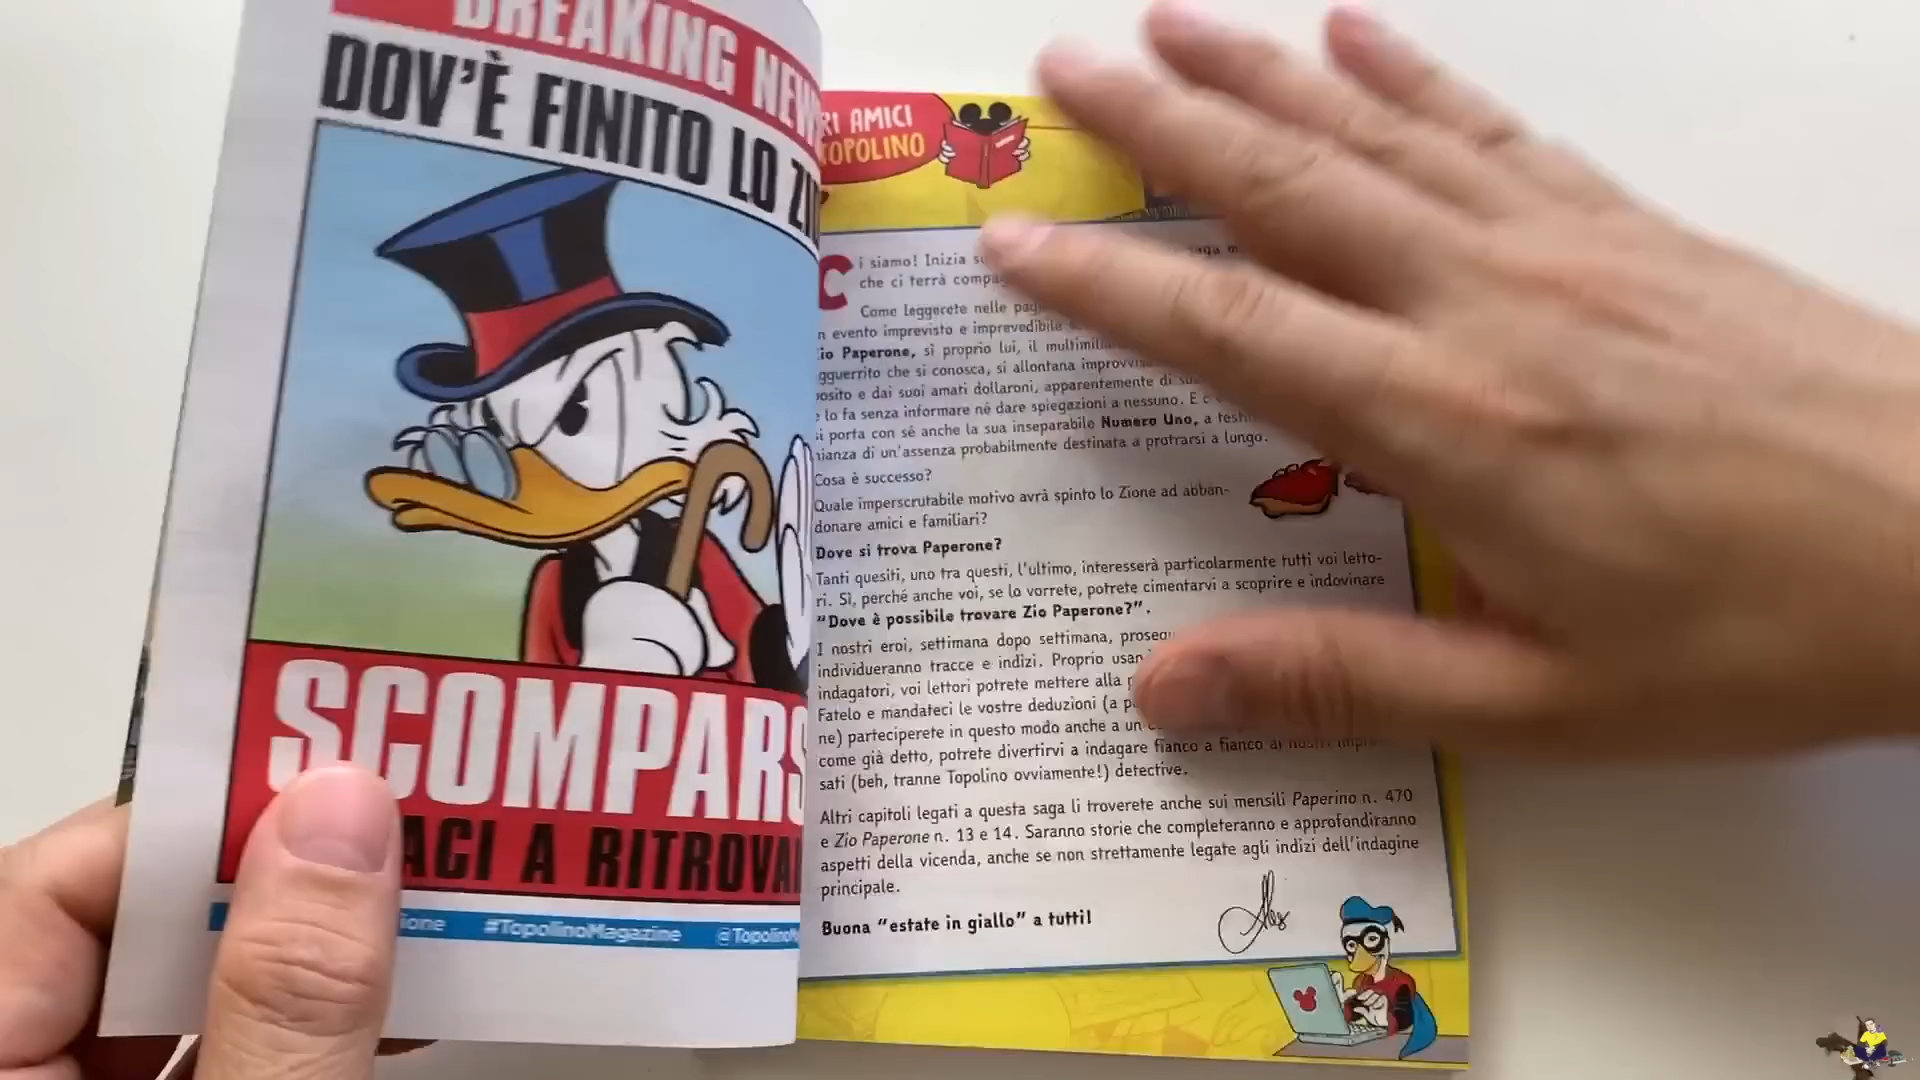 BREAKING NEWS
DOV'È FINITO LO
SCOMPARS
ACI A RITROVA
ione #TopolinoMagazine @Topolino
RI AMICI
TOPOLINO
Ci siamo! Inizia
che ci terrà
Come leggerete nelle
n evento imprevisto e imprevedibile
io Paperone, sì proprio lui, il
gguerrito che si conosca, si allontana
osito e dai suoi amati dollaroni, apparentemente di
e lo fa senza informare né dare spiegazioni a nessuno. E
si porta con sé anche la sua inseparabile Numero Uno, a
nianza di un'assenza probabilmente destinata a protrarsi a lungo.
Cosa è successo?
Quale imperscrutabile motivo avrà spinto lo Zione ad abban-
donare amici e familiari?
Dove si trova Paperone?
Tanti quesiti, uno tra questi, l'ultimo, interesserà particolarmente tutti voi letto-
ri. Sì, perché anche voi, se lo vorrete, potrete cimentarvi a scoprire e indovinare
"Dove è possibile trovare Zio Paperone?".
I nostri eroi, settimana dopo settimana,
individueranno tracce e indizi. Proprio
indagatori, voi lettori potrete mettere alla
Fatelo e mandateci le vostre deduzioni (a
ne) parteciperete in questo modo anche a un
come già detto, potrete divertirvi a indagare fianco a fianco ai nostri
sati (beh, tranne Topolino ovviamente!) detective.
Altri capitoli legati a questa saga li troverete anche sui mensili Paperino n. 470
e Zio Paperone n. 13 e 14. Saranno storie che completeranno e approfondiranno
aspetti della vicenda, anche se non strettamente legate agli indizi dell'indagine
principale.
Buona "estate in giallo" a tutti!
Alex